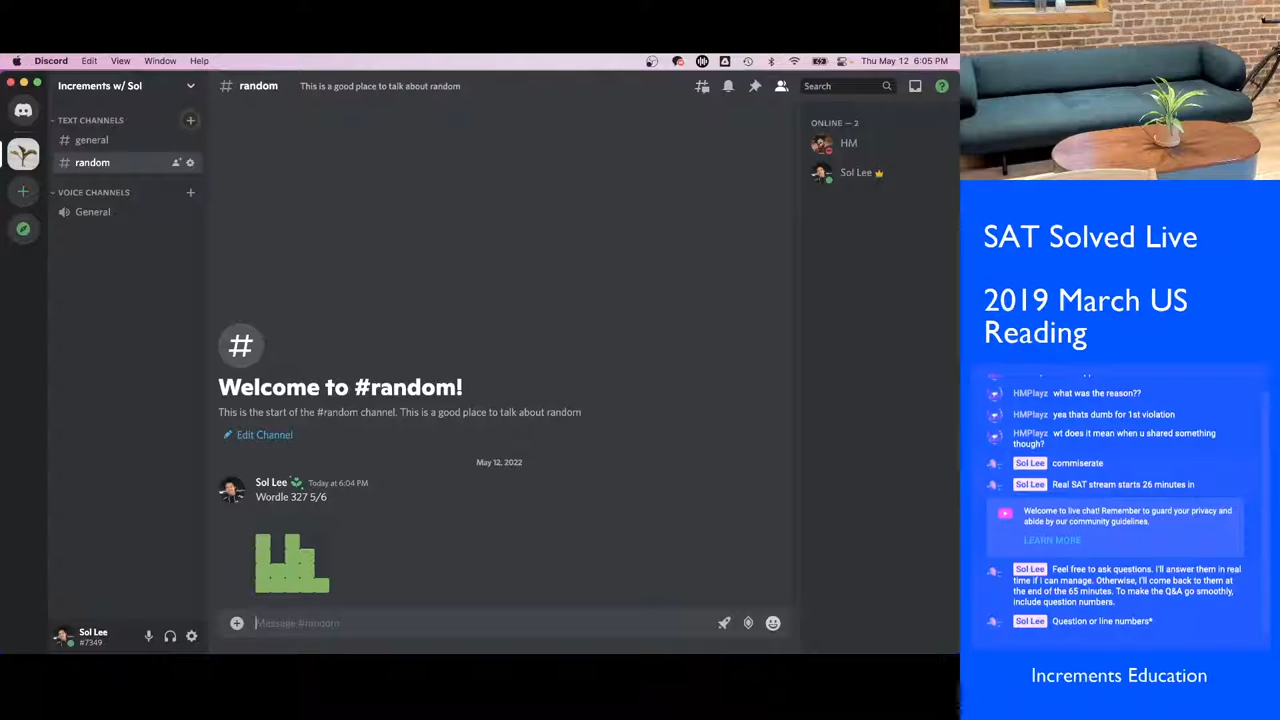 Discord Edit View Window Help
Thu May 12 6:05 PM
Increments w/ Sol
TEXT CHANNELS
general
random
VOICE CHANNELS
General
Sol Lee
#7349
random This is a good place to talk about random
Search
Welcome to #random!
This is the start of the #random channel. This is a good place to talk about random
Edit Channel
May 12, 2022
Sol Lee Today at 6:04 PM
Wordle 327 5/6
Message #random
ONLINE — 2
HM
Sol Lee
SAT Solved Live
2019 March US
Reading
HMPlayz what was the reason??
HMPlayz yea thats dumb for 1st violation
HMPlayz wt does it mean when u shared something
though?
Sol Lee commiserate
Sol Lee Real SAT stream starts 26 minutes in
Welcome to live chat! Remember to guard your privacy and
abide by our community guidelines.
LEARN MORE
Sol Lee Feel free to ask questions. I'll answer them in real
time if I can manage. Otherwise, I'll come back to them at
the end of the 65 minutes. To make the Q&A go smoothly,
include question numbers.
Sol Lee Question or line numbers*
Increments Education